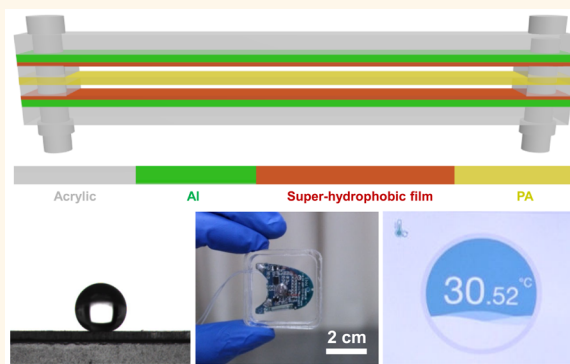 Acrylic
Al
Super-hydrophobic film
PA
2 cm
30.52°C